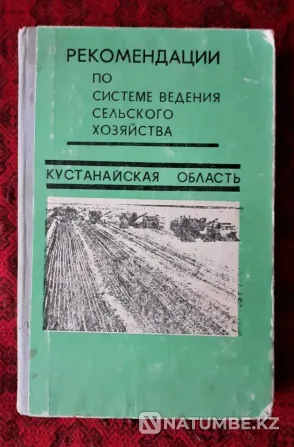 РЕКОМЕНДАЦИИ
ПО
СИСТЕМЕ ВЕДЕНИЯ
СЕЛЬСКОГО
ХОЗЯЙСТВА
КУСТАНАЙСКАЯ ОБЛАСТЬ
NATUMBE.KZ